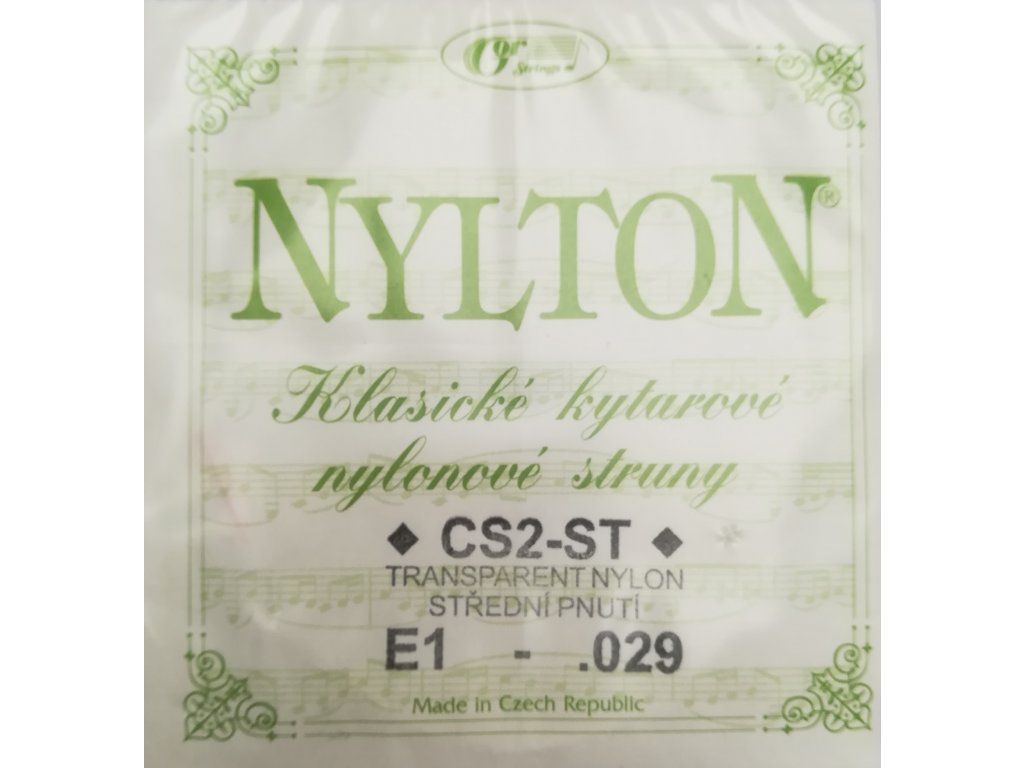 Gor
Strings
NYLTON®
Klasické kytarové
nylonové struny
◆ CS2-ST ◆
TRANSPARENT NYLON
STŘEDNÍ PNUTÍ
E1 - .029
Made in Czech Republic